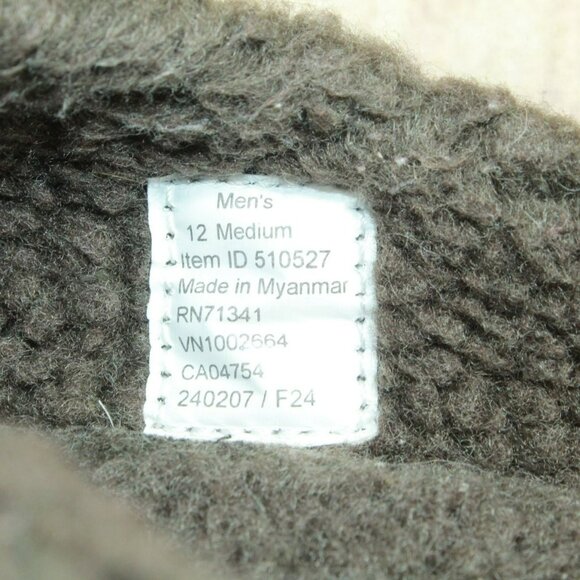 Men's
12 Medium
Item ID 510527
Made in Myanmar
RN71341
VN1002664
CA04754
240207 / F24